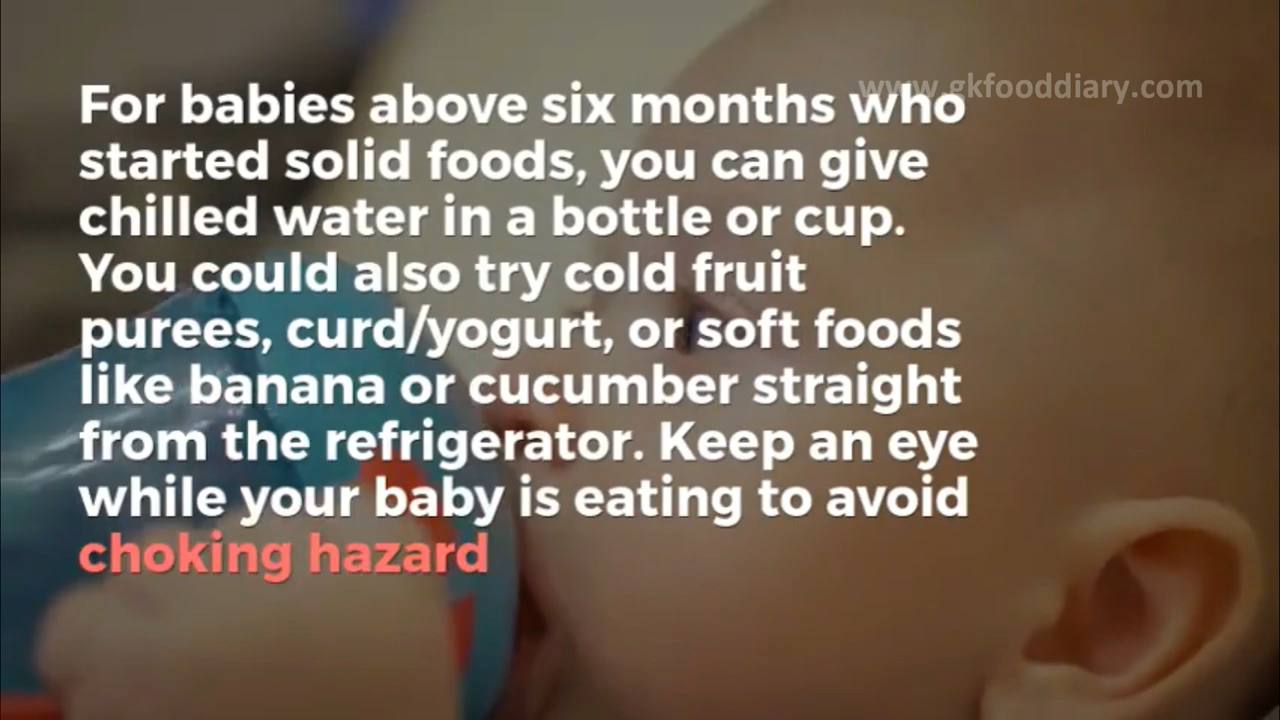 www.gkfooddiary.com
For babies above six months who
started solid foods, you can give
chilled water in a bottle or cup.
You could also try cold fruit
purees, curd/yogurt, or soft foods
like banana or cucumber straight
from the refrigerator. Keep an eye
while your baby is eating to avoid
choking hazard